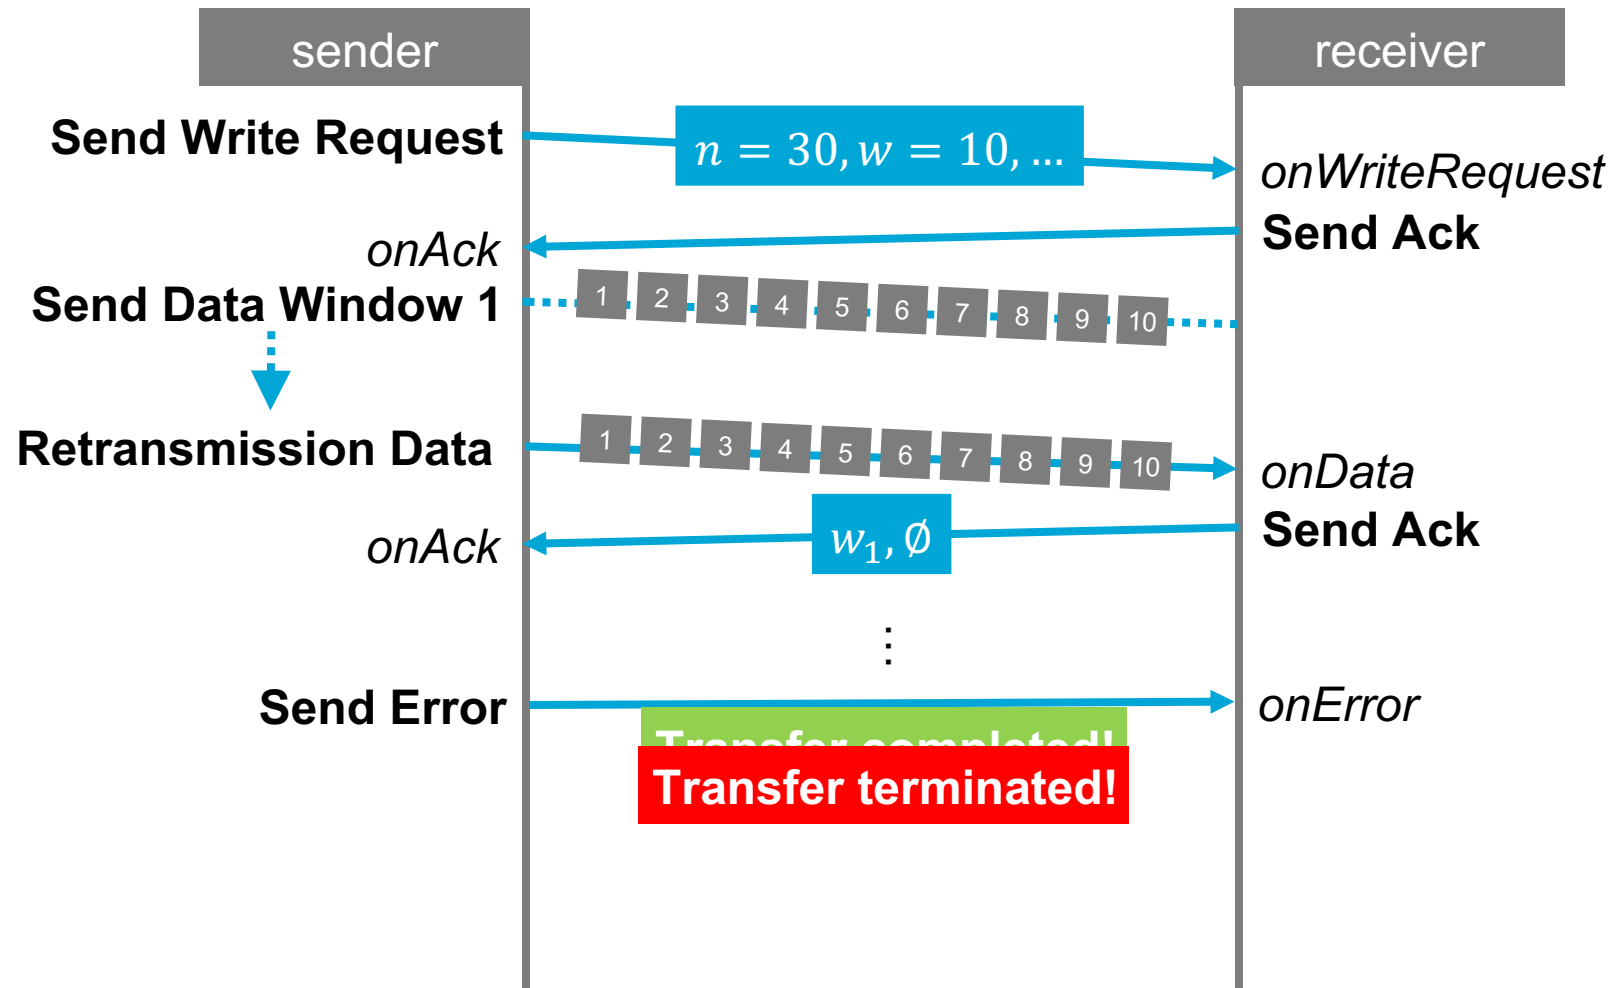 sender
receiver
Send Write Request
n = 30, w = 10, …
onWriteRequest
Send Ack
onAck
Send Data Window 1
1 2 3 4 5 6 7 8 9 10
Retransmission Data
1 2 3 4 5 6 7 8 9 10
onData
Send Ack
w₁, ∅
onAck
⋮
Send Error
onError
Transfer completed!
Transfer terminated!